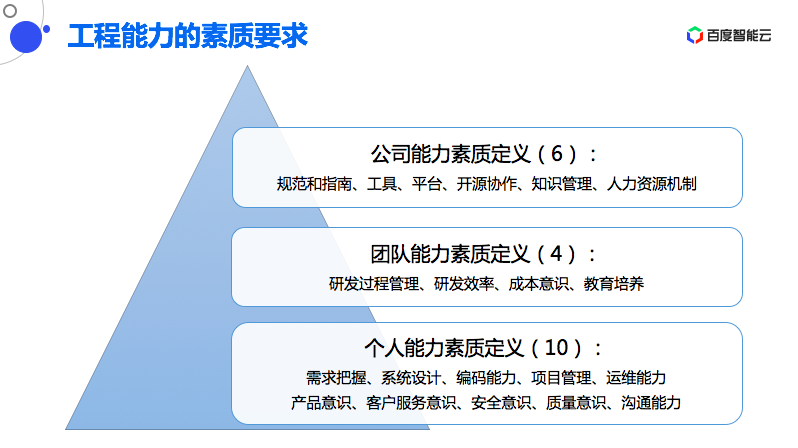 工程能力的素质要求
百度智能云
公司能力素质定义（6）：
规范和指南、工具、平台、开源协作、知识管理、人力资源机制
团队能力素质定义（4）：
研发过程管理、研发效率、成本意识、教育培养
个人能力素质定义（10）：
需求把握、系统设计、编码能力、项目管理、运维能力
产品意识、客户服务意识、安全意识、质量意识、沟通能力